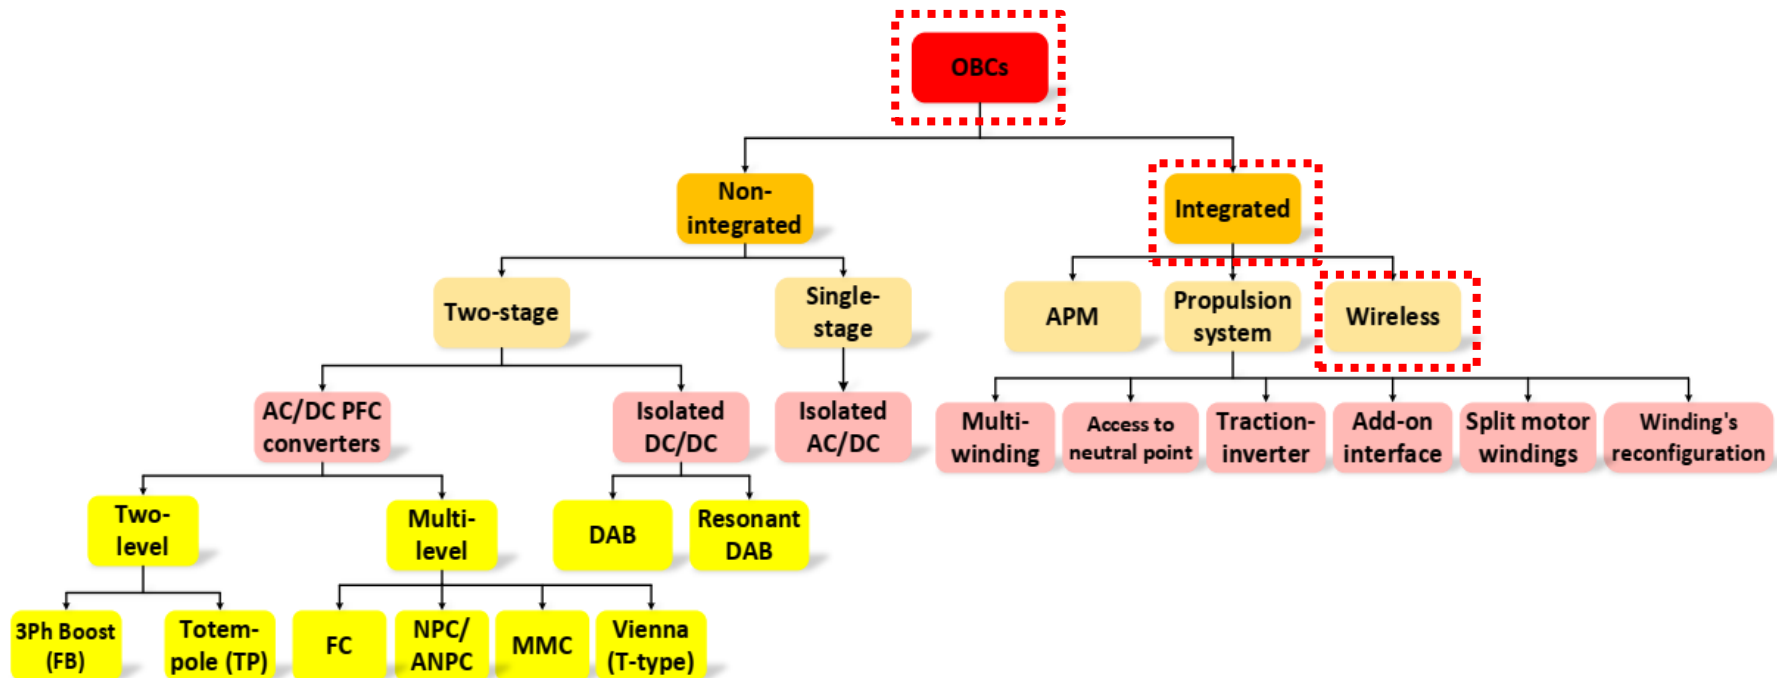 OBCs
Non-
integrated
Integrated
Two-stage
Single-
stage
APM
Propulsion
system
Wireless
AC/DC PFC
converters
Isolated
DC/DC
Isolated
AC/DC
Multi-
winding
Access to
neutral point
Traction-
inverter
Add-on
interface
Split motor
windings
Winding's
reconfiguration
Two-
level
Multi-
level
DAB
Resonant
DAB
3Ph Boost
(FB)
Totem-
pole (TP)
FC
NPC/
ANPC
MMC
Vienna
(T-type)